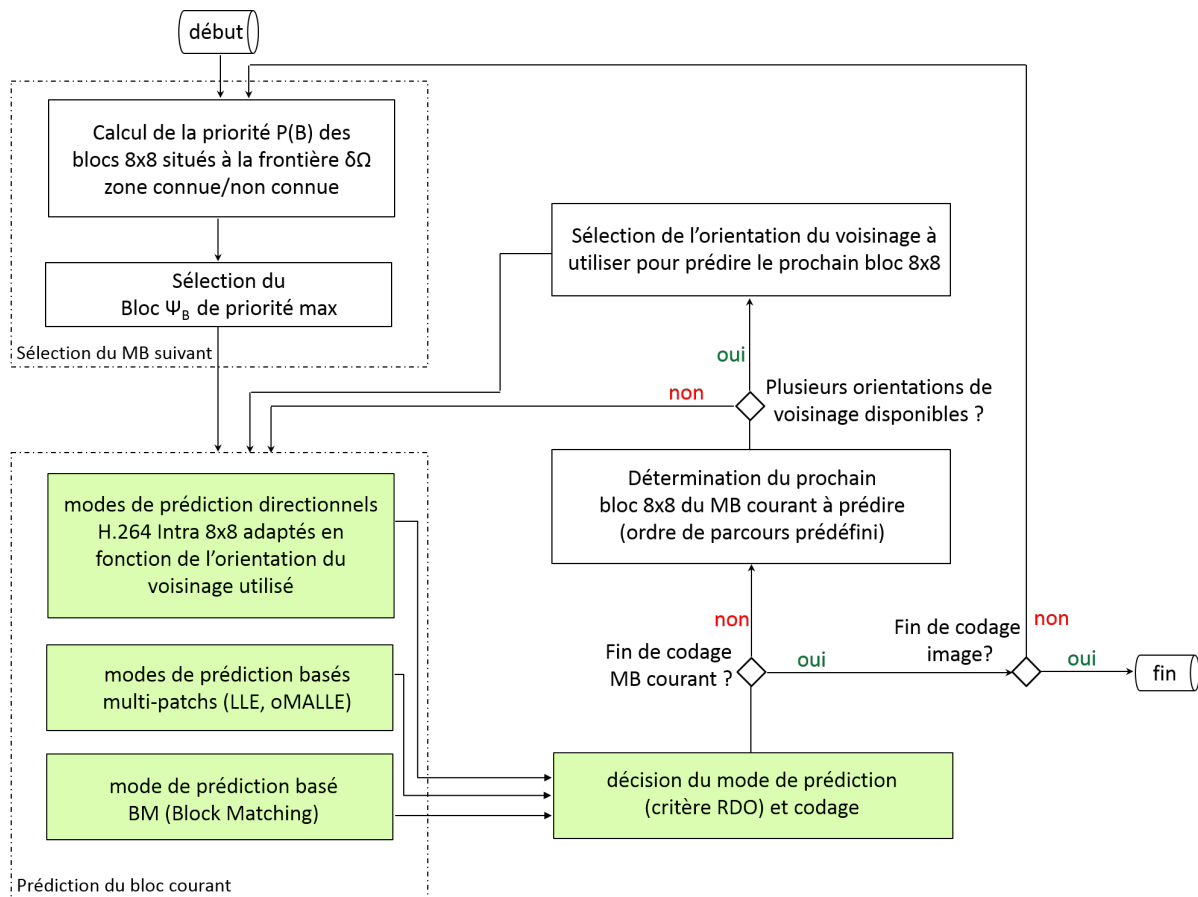 début
Calcul de la priorité P(B) des
blocs 8x8 situés à la frontière δΩ
zone connue/non connue
Sélection du
Bloc ΨB de priorité max
Sélection du MB suivant
Sélection de l'orientation du voisinage à
utiliser pour prédire le prochain bloc 8x8
oui
non
Plusieurs orientations de
voisinage disponibles ?
Détermination du prochain
bloc 8x8 du MB courant à prédire
(ordre de parcours prédéfini)
modes de prédiction directionnels
H.264 Intra 8x8 adaptés en
fonction de l'orientation du
voisinage utilisé
non
Fin de codage
MB courant ?
oui
Fin de codage
image?
non
oui
fin
modes de prédiction basés
multi-patchs (LLE, oMALLE)
mode de prédiction basé
BM (Block Matching)
décision du mode de prédiction
(critère RDO) et codage
Prédiction du bloc courant